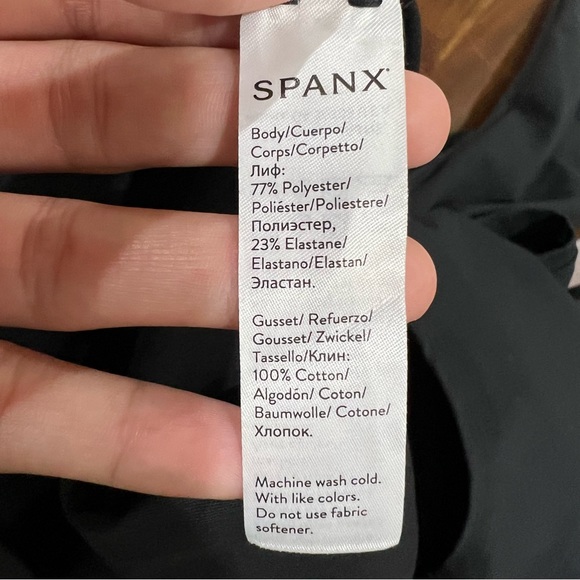 SPANX
Body/Cuerpo/
Corps/Corpetto/
Лиф:
77% Polyester/
Poliéster/Poliestere/
Полиэстер,
23% Elastane/
Elastano/Elastan/
Эластан.
Gusset/ Refuerzo/
Gousset/ Zwickel/
Tassello/Клин:
100% Cotton/
Algodón/ Coton/
Baumwolle/ Cotone/
Хлопок.
Machine wash cold.
With like colors.
Do not use fabric
softener.